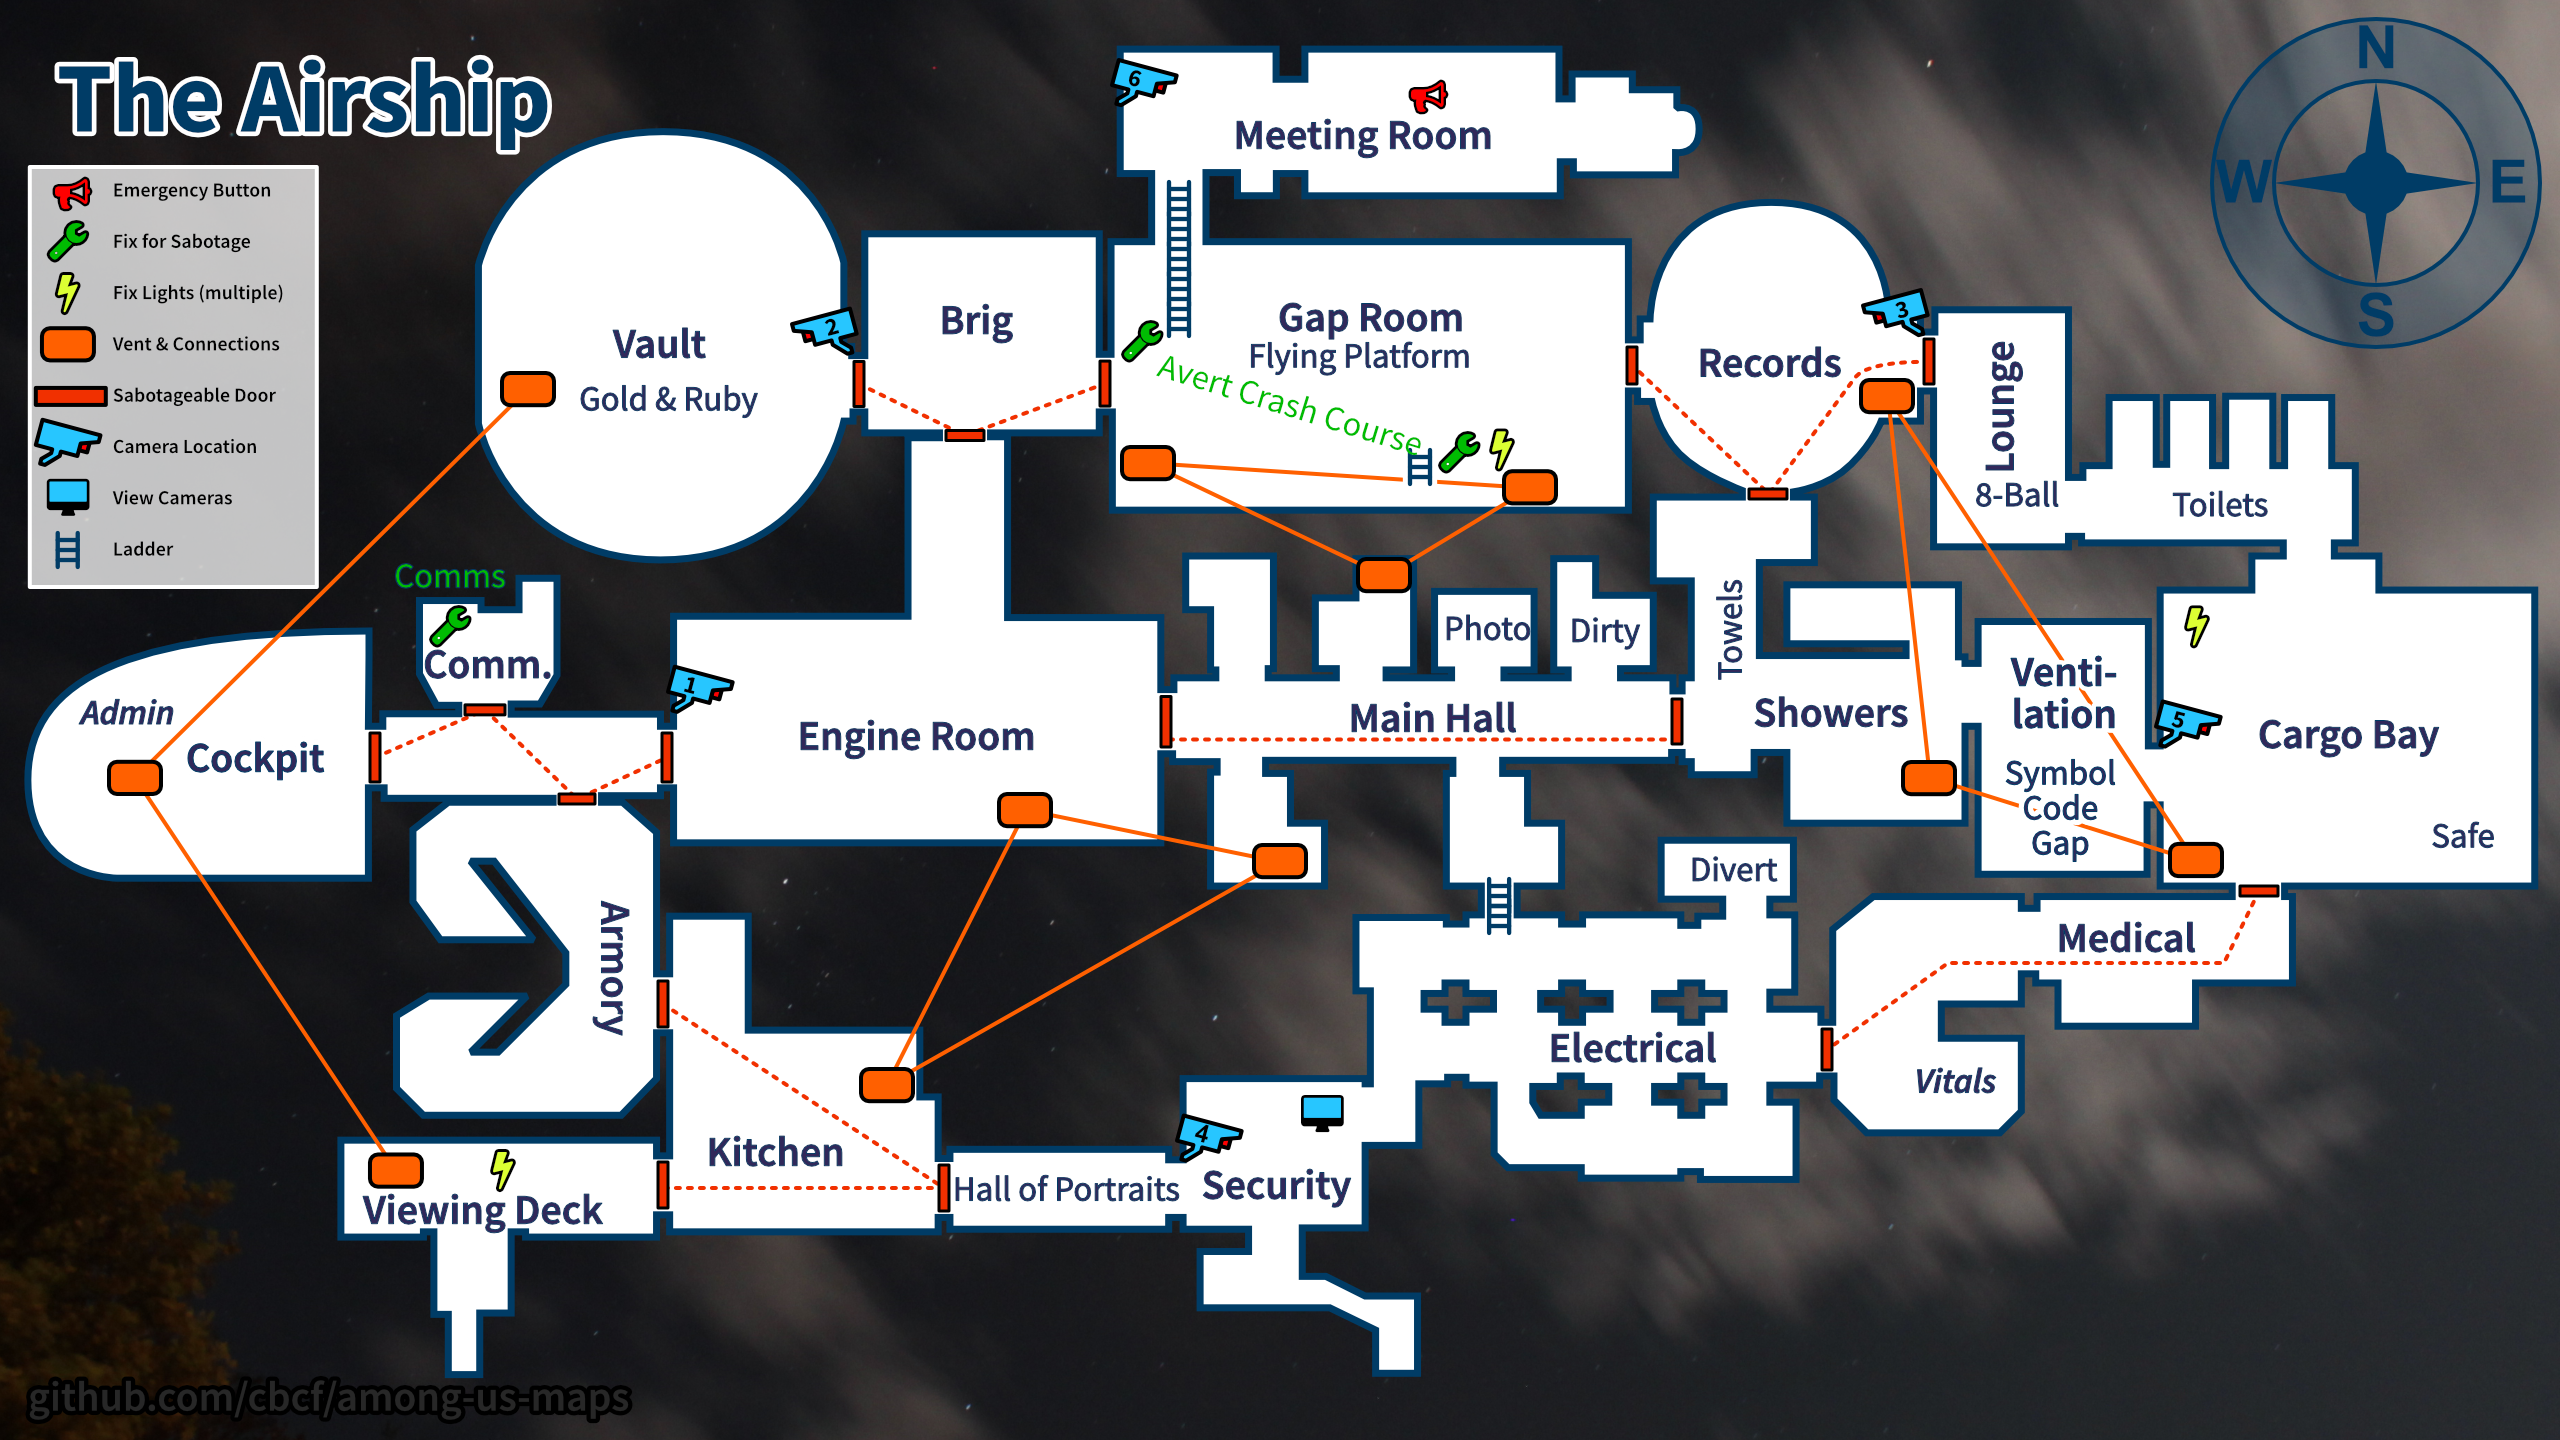 The Airship
Emergency Button
Fix for Sabotage
Fix Lights (multiple)
Vent & Connections
Sabotageable Door
Camera Location
View Cameras
Ladder
N
W
E
S
6
Meeting Room
Vault
Gold & Ruby
2
Brig
Gap Room
Flying Platform
Avert Crash Course
Records
3
Lounge
8-Ball
Toilets
Comms
Comm.
Admin
Cockpit
1
Engine Room
Photo
Dirty
Main Hall
Towels
Showers
Venti-
lation
Symbol
Code
Gap
5
Cargo Bay
Safe
Armory
Divert
Medical
Electrical
Vitals
Viewing Deck
Kitchen
Hall of Portraits
4
Security
github.com/cbcf/among-us-maps